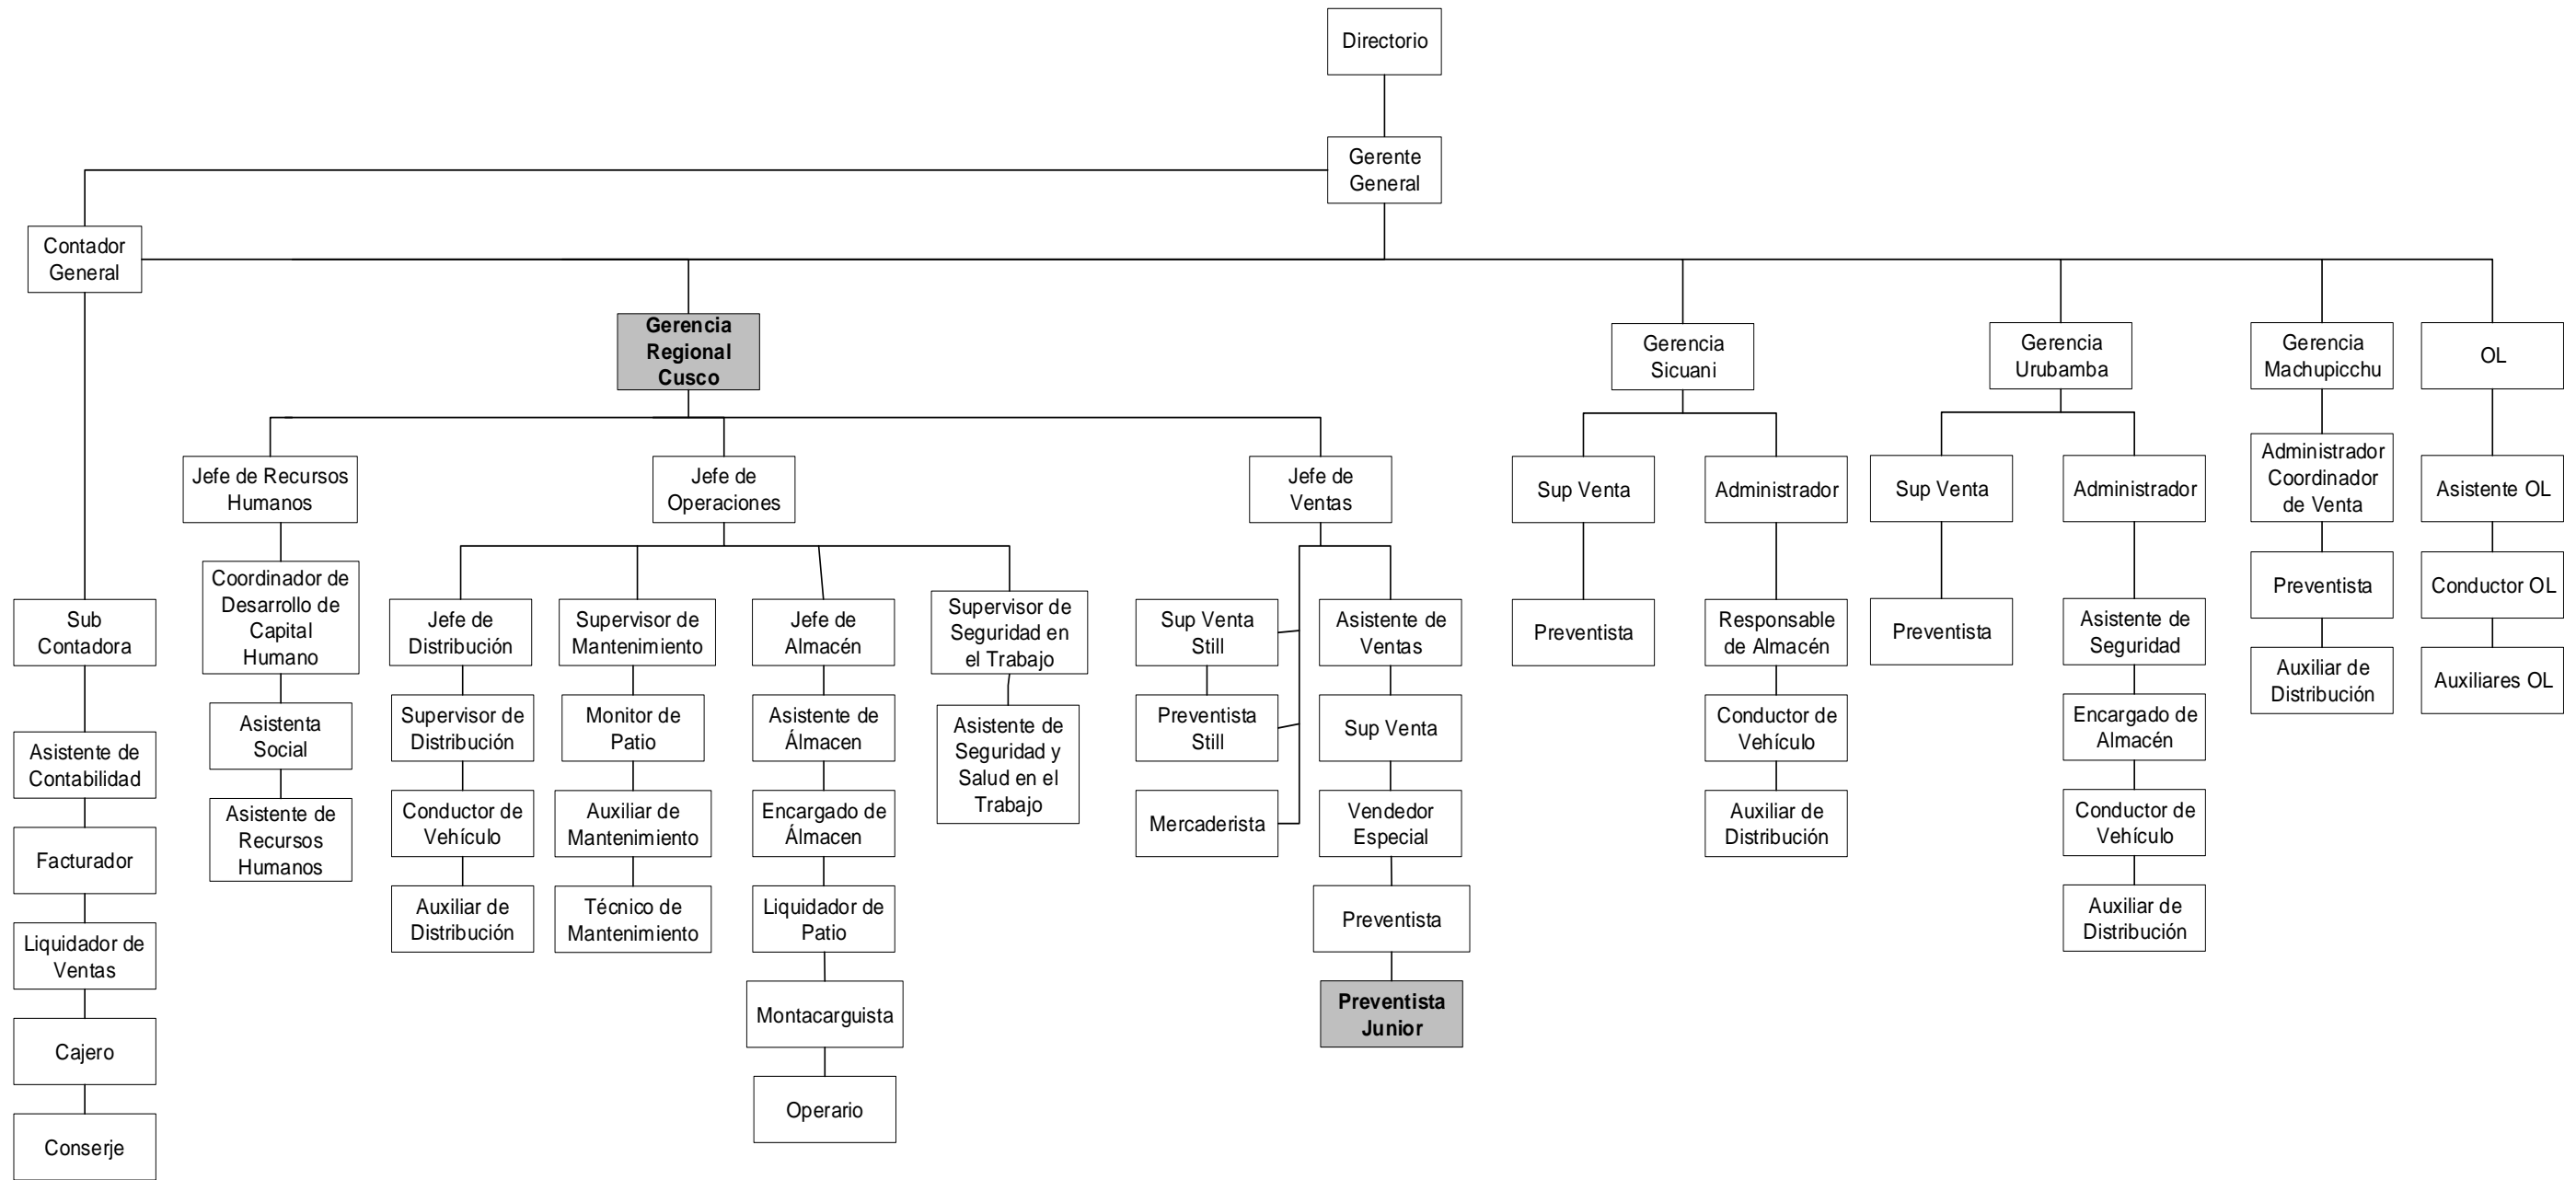 Directorio
Gerente
General
Contador
General
Gerencia
Regional
Cusco
Gerencia
Sicuani
Gerencia
Urubamba
Gerencia
Machupicchu
OL
Jefe de Recursos
Humanos
Jefe de
Operaciones
Jefe de
Ventas
Sup Venta
Administrador
Sup Venta
Administrador
Administrador
Coordinador
de Venta
Asistente OL
Sub
Contadora
Asistente de
Contabilidad
Facturador
Liquidador de
Ventas
Cajero
Conserje
Coordinador de
Desarrollo de
Capital
Humano
Asistenta
Social
Asistente de
Recursos
Humanos
Jefe de
Distribución
Supervisor de
Distribución
Conductor de
Vehículo
Auxiliar de
Distribución
Supervisor de
Mantenimiento
Monitor de
Patio
Auxiliar de
Mantenimiento
Técnico de
Mantenimiento
Jefe de
Almacén
Asistente de
Álmacen
Encargado de
Álmacen
Liquidador de
Patio
Montacarguista
Operario
Supervisor de
Seguridad en
el Trabajo
Asistente de
Seguridad y
Salud en el
Trabajo
Sup Venta
Still
Preventista
Still
Mercaderista
Asistente de
Ventas
Sup Venta
Vendedor
Especial
Preventista
Preventista
Junior
Preventista
Responsable
de Almacén
Conductor de
Vehículo
Auxiliar de
Distribución
Preventista
Asistente de
Seguridad
Encargado de
Almacén
Conductor de
Vehículo
Auxiliar de
Distribución
Preventista
Auxiliar de
Distribución
Conductor OL
Auxiliares OL